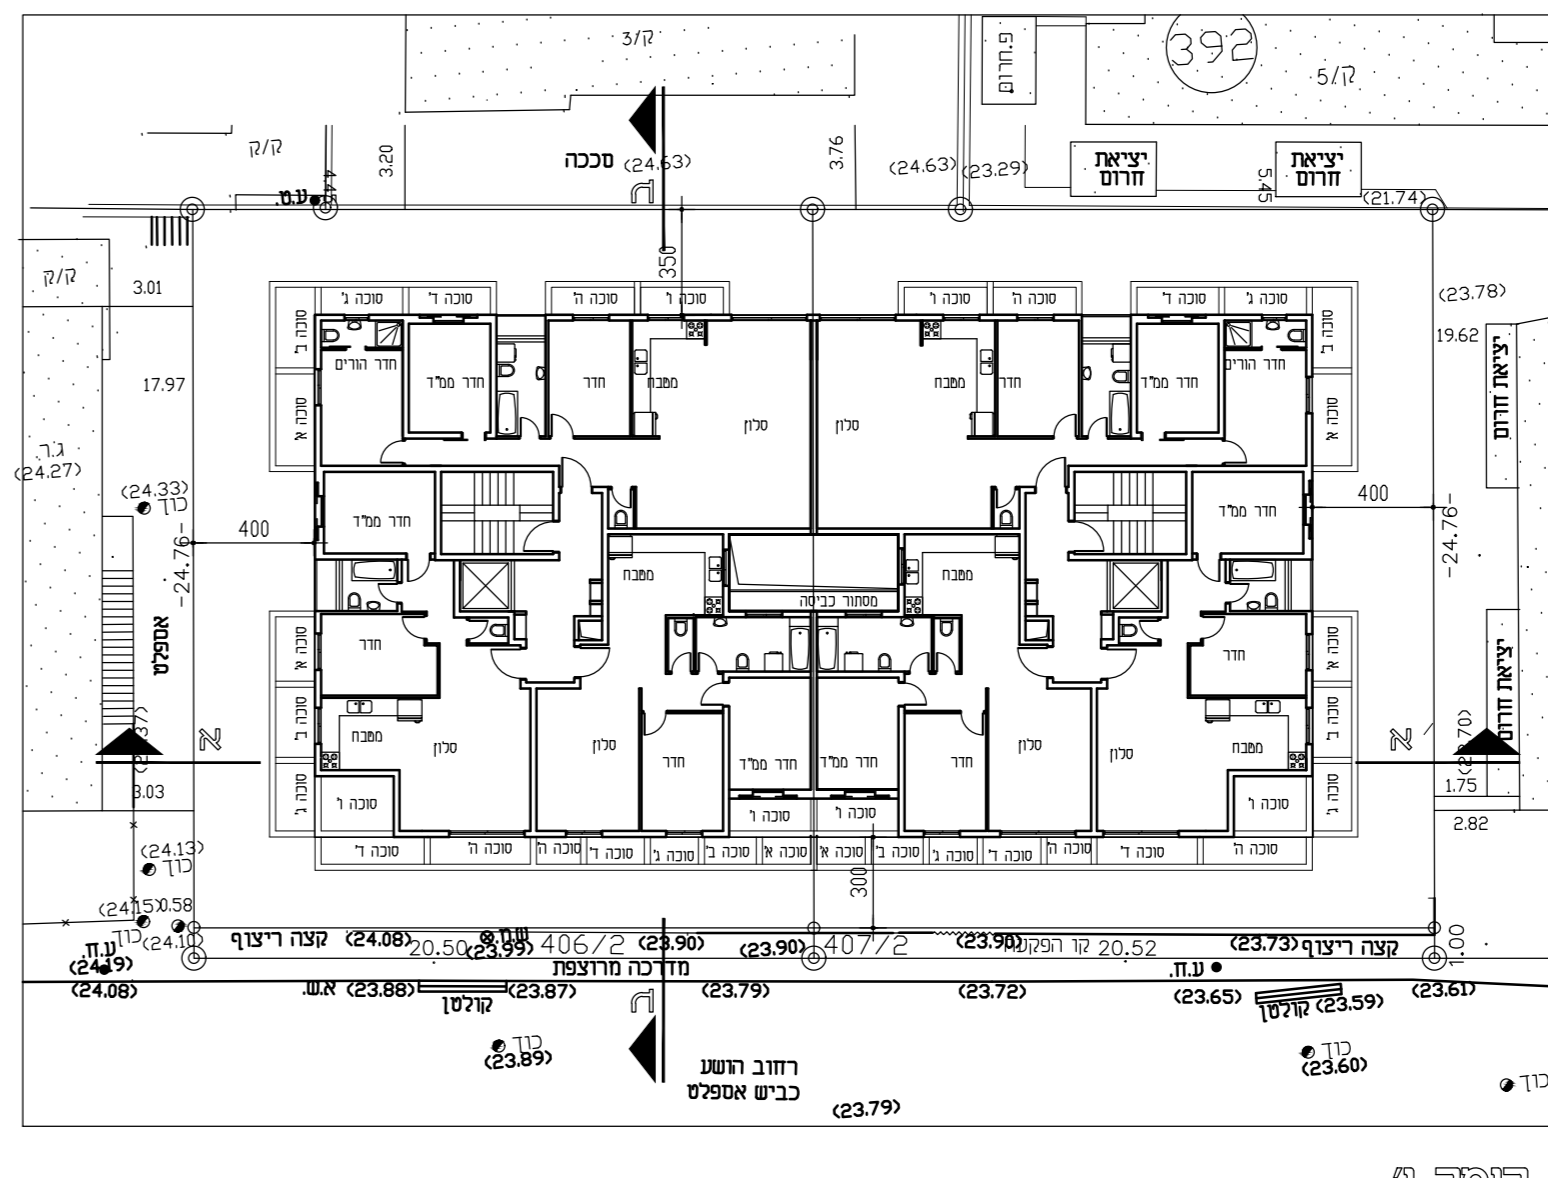 ק/3
392
ק/5
פ.חרום
ק/ק
3.20
סככה
(24.63)
3.76
(24.63)
(23.29)
יציאת
חרום
יציאת
חרום
5.45
(21.74)
ע.ט.
ב
350
ק/ק
3.01
(23.78)
19.62
סוכה ג'
סוכה ד'
סוכה ה'
סוכה ו'
סוכה ו'
סוכה ה'
סוכה ד'
סוכה ג'
סוכה ב'
סוכה ב'
חדר הורים
חדר ממ"ד
חדר
מטבח
מטבח
חדר
חדר ממ"ד
חדר הורים
17.97
יציאת חרום
סוכה א'
סלון
סלון
סוכה א'
ג.ר.
(24.27)
(24.33)
כוך
400
400
-24.76-
-24.76-
חדר ממ"ד
חדר ממ"ד
מטבח
מטבח
מסתור כביסה
אספלט
סוכה א'
חדר
חדר
סוכה א'
יציאת חרום
סוכה ב'
סוכה ב'
א
מטבח
סלון
סלון
חדר
חדר ממ"ד
חדר ממ"ד
חדר
סלון
סלון
מטבח
א
3.03
1.75
סוכה ג'
סוכה ו'
סוכה ו'
סוכה ו'
סוכה ו'
סוכה ג'
2.82
סוכה ד'
סוכה ה'
סוכה ה'
סוכה ד'
סוכה ג'
סוכה ב'
סוכה א'
סוכה א'
סוכה ב'
סוכה ג'
סוכה ד'
סוכה ה'
סוכה ד'
סוכה ה'
(24.13)
כוך
300
(24.15)
0.58
כוך
(24.10)
קצה ריצוף
(24.08)
20.50
ש.ת.
(23.99)
406/2
(23.90)
(23.90)
407/2
(23.90)
קו הפקעה
20.52
(23.73)
קצה ריצוף
1.00
ע.ח.
(24.19)
מדרכה מרוצפת
ע.ח.
(24.08)
א.ש.
(23.88)
קולטן
(23.87)
ב
(23.79)
(23.72)
(23.65)
קולטן
(23.59)
(23.61)
כוך
(23.89)
רחוב הושע
כביש אספלט
(23.79)
כוך
(23.60)
כוך